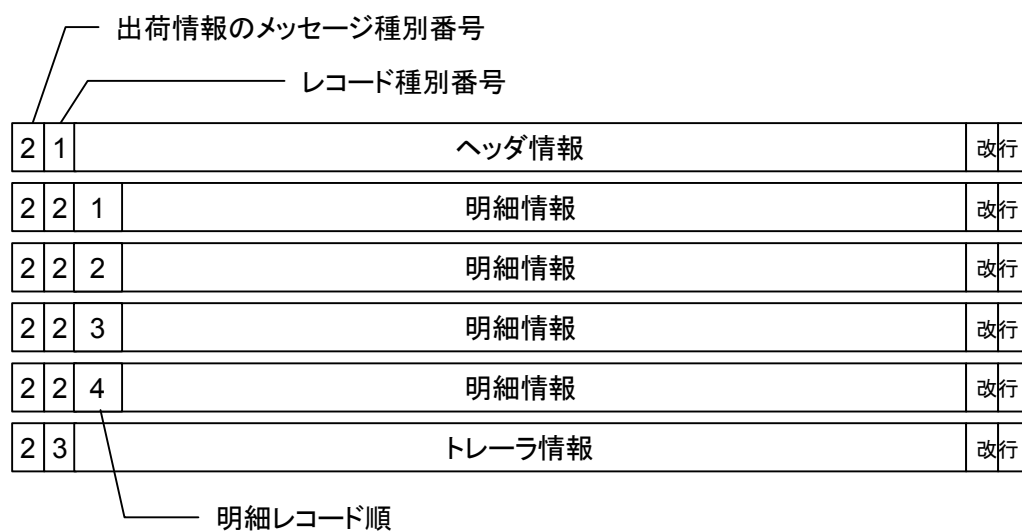 出荷情報のメッセージ種別番号
レコード種別番号
2 1 ヘッダ情報 改行
2 2 1 明細情報 改行
2 2 2 明細情報 改行
2 2 3 明細情報 改行
2 2 4 明細情報 改行
2 3 トレーラ情報 改行
明細レコード順